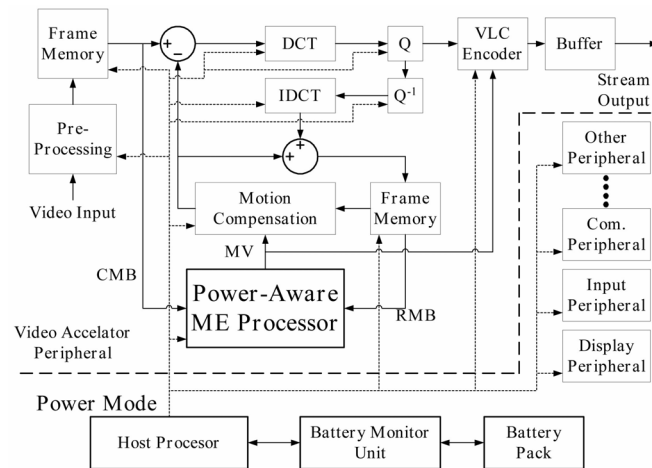 Frame
Memory
+
−
DCT
Q
VLC
Encoder
Buffer
Stream
Output
Pre-
Processing
IDCT
Q-1
+
+
Video Input
Motion
Compensation
Frame
Memory
Other
Peripheral
Com.
Peripheral
MV
CMB
Power-Aware
ME Processor
RMB
Input
Peripheral
Video Accelator
Peripheral
Display
Peripheral
Power Mode
Host Procesor
Battery Monitor
Unit
Battery
Pack